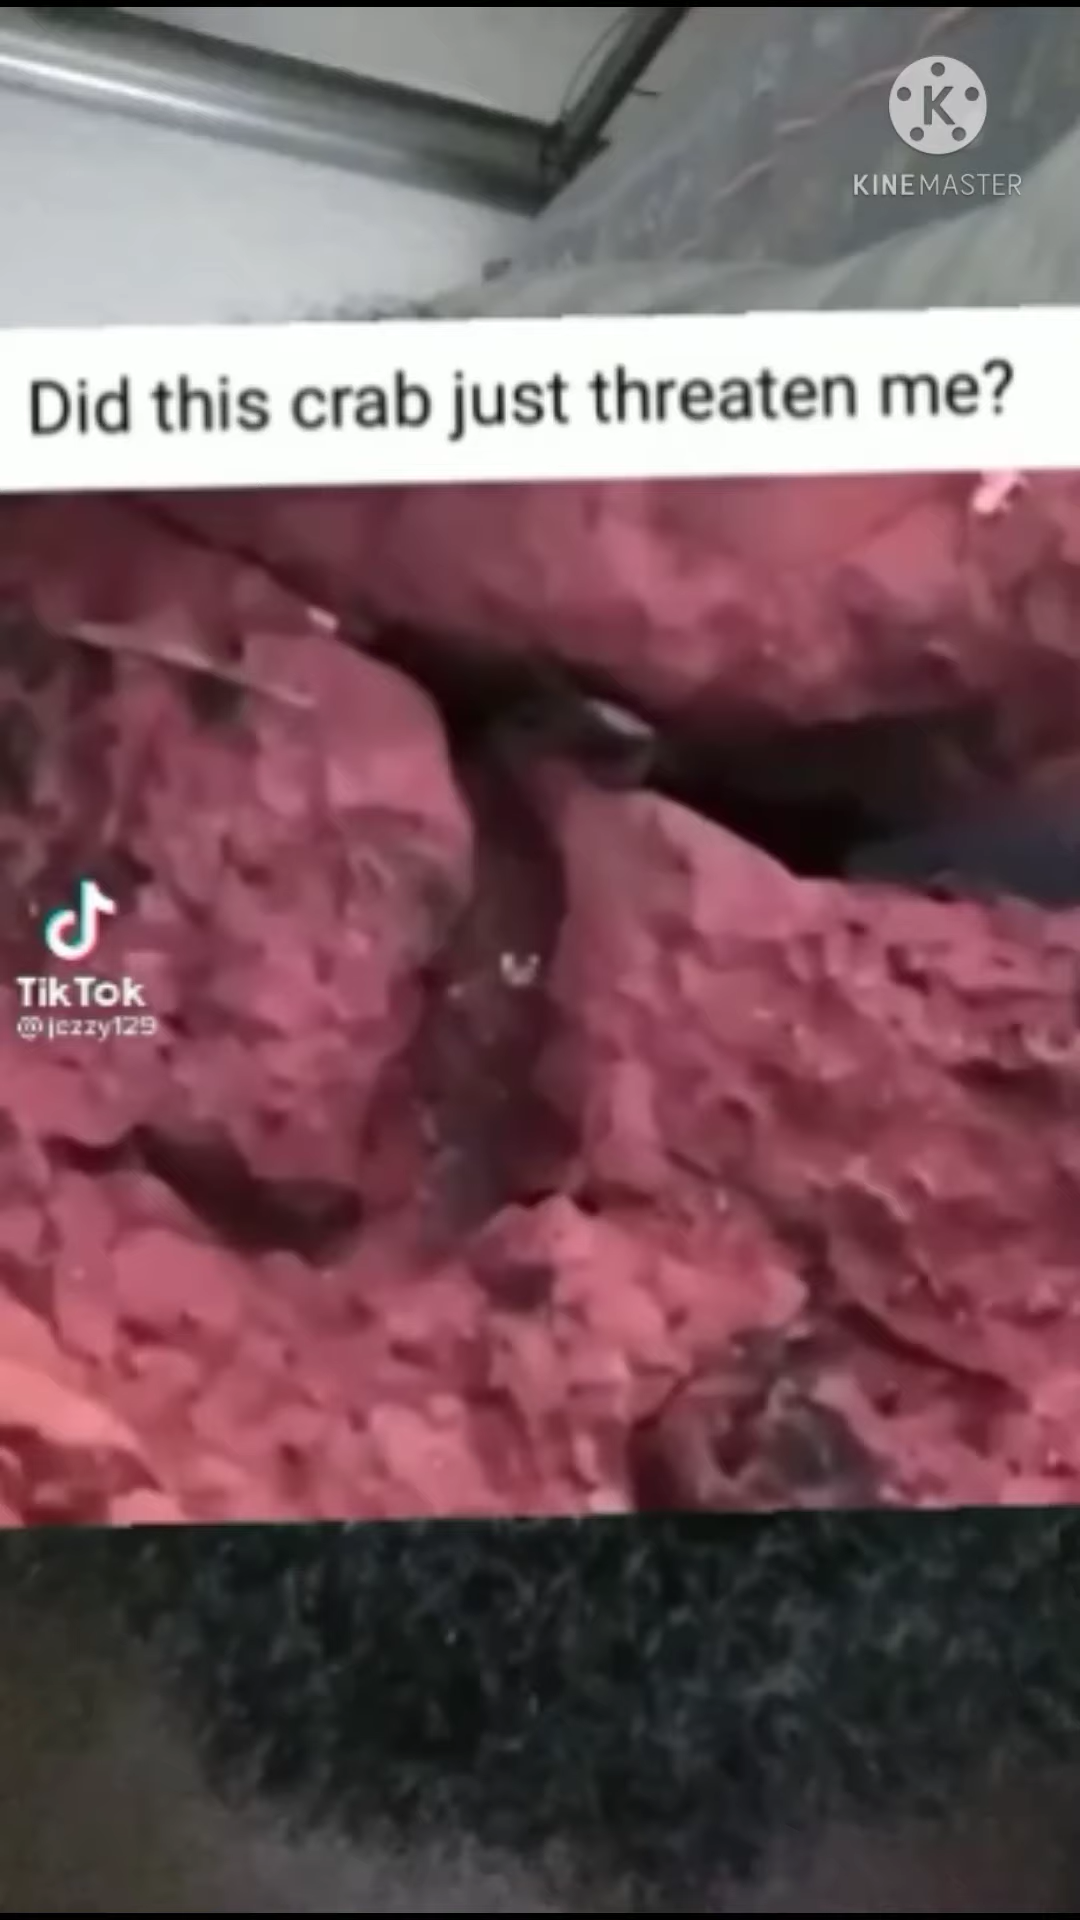 K
KINEMASTER
Did this crab just threaten me?
TikTok
@jezzy129